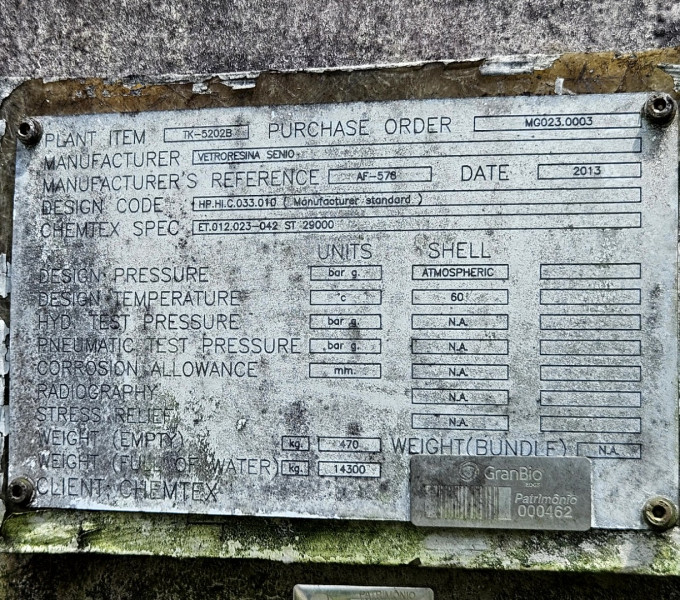 PLANT ITEM TK-5202B PURCHASE ORDER MG023.0003
MANUFACTURER VETRORESINA SENIO
MANUFACTURER'S REFERENCE AF-576 DATE 2013
DESIGN CODE HP.HI.C.033.010 ( Manufacturer standard )
CHEMTEX SPEC ET.012.023-042 ST 29000
UNITS SHELL
DESIGN PRESSURE bar g. ATMOSPHERIC
DESIGN TEMPERATURE °c 60
HYD. TEST PRESSURE bar g. N.A.
PNEUMATIC TEST PRESSURE bar g. N.A.
CORROSION ALLOWANCE mm. N.A.
RADIOGRAPHY N.A.
STRESS RELIEF N.A.
WEIGHT (EMPTY) kg. 470 WEIGHT(BUNDLE) N.A.
WEIGHT (FULL OF WATER) kg. 14300
CLIENT CHEMTEX
GranBio
Patrimônio
000462
PATRIMÔNIO